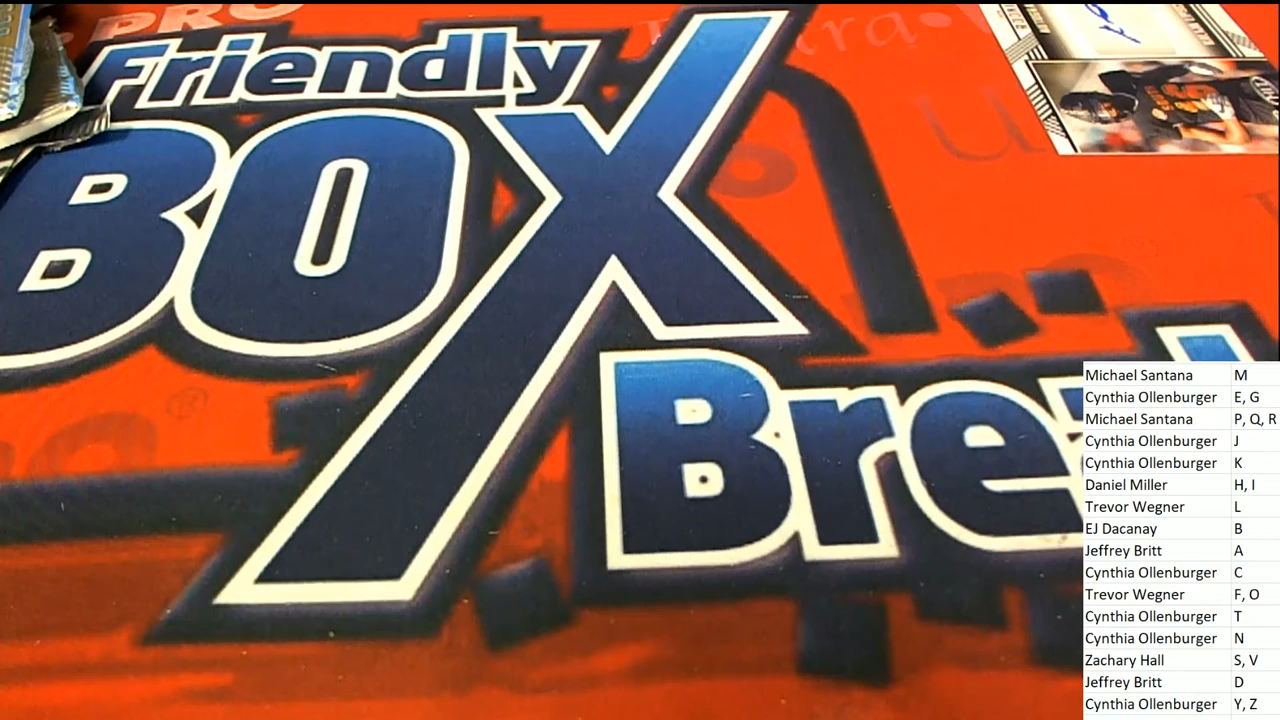 PRO
Friendly
BOX
Bre
Michael Santana M
Cynthia Ollenburger E, G
Michael Santana P, Q, R
Cynthia Ollenburger J
Cynthia Ollenburger K
Daniel Miller H, I
Trevor Wegner L
EJ Dacanay B
Jeffrey Britt A
Cynthia Ollenburger C
Trevor Wegner F, O
Cynthia Ollenburger T
Cynthia Ollenburger N
Zachary Hall S, V
Jeffrey Britt D
Cynthia Ollenburger Y, Z